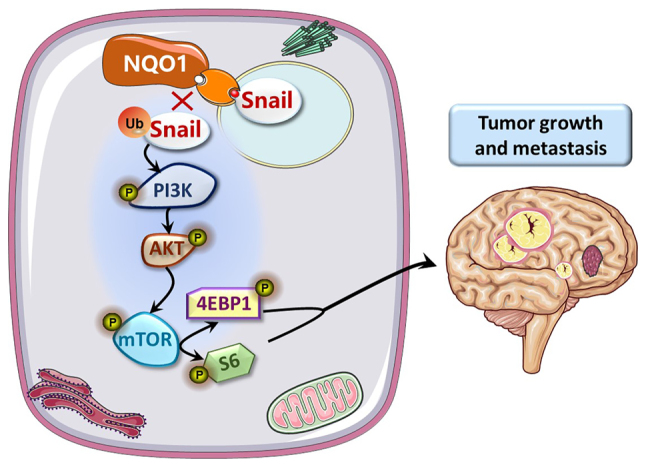 NQO1
Snail
Ub
Snail
P
PI3K
AKT
P
P
mTOR
4EBP1
P
S6
P
Tumor growth
and metastasis